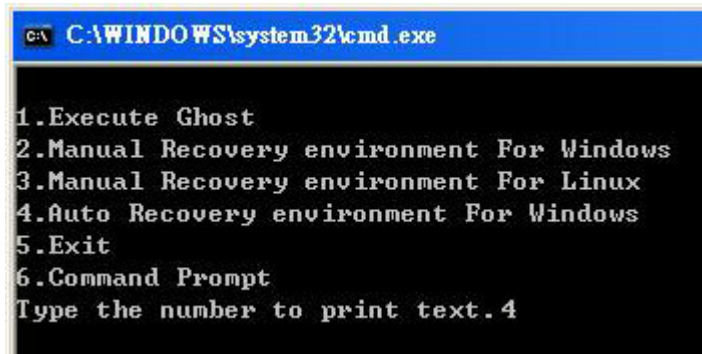 C:\WINDOWS\system32\cmd.exe
1.Execute Ghost
2.Manual Recovery environment For Windows
3.Manual Recovery environment For Linux
4.Auto Recovery environment For Windows
5.Exit
6.Command Prompt
Type the number to print text.4